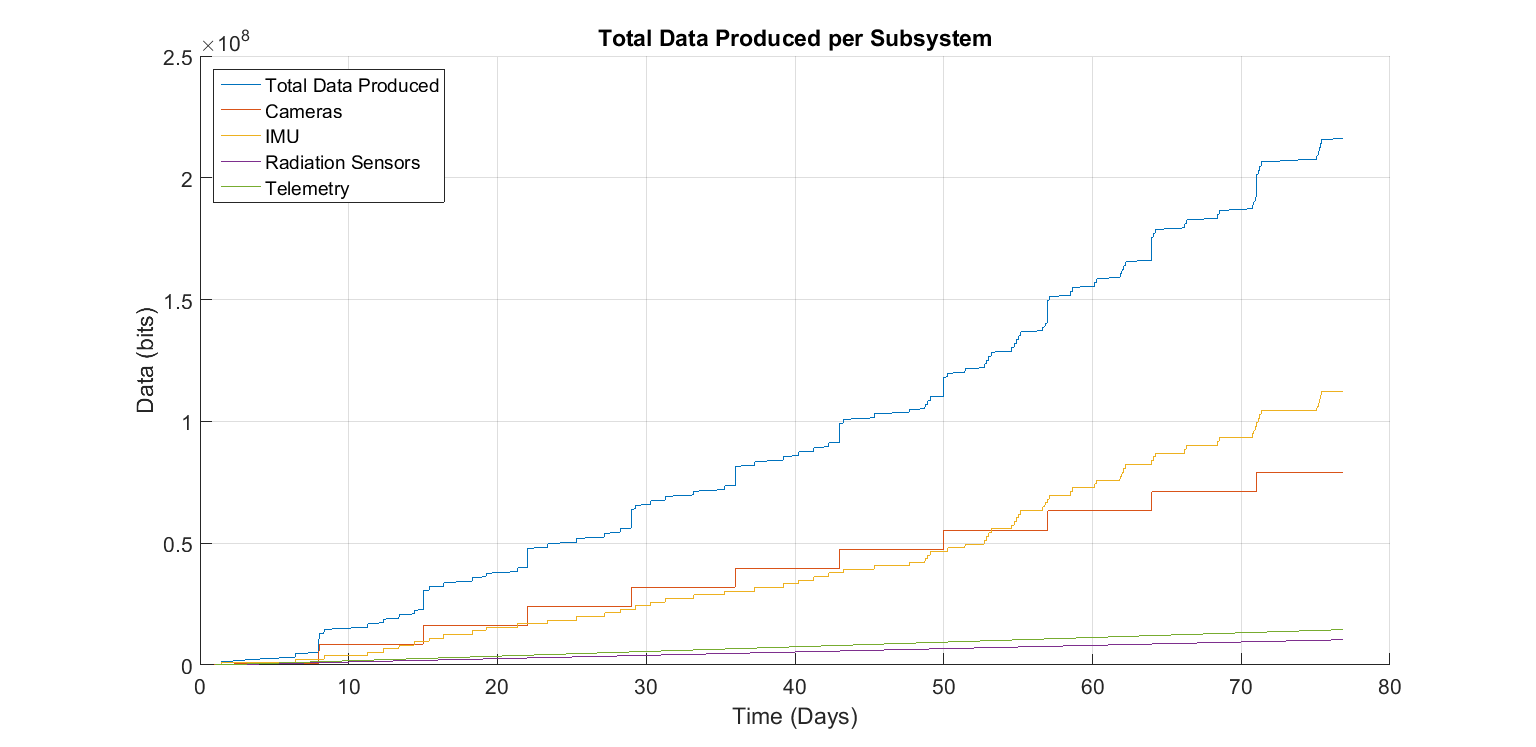 Total Data Produced per Subsystem
×10^8
2.5
2
1.5
1
0.5
0
Total Data Produced
Cameras
IMU
Radiation Sensors
Telemetry
Data (bits)
0 10 20 30 40 50 60 70 80
Time (Days)